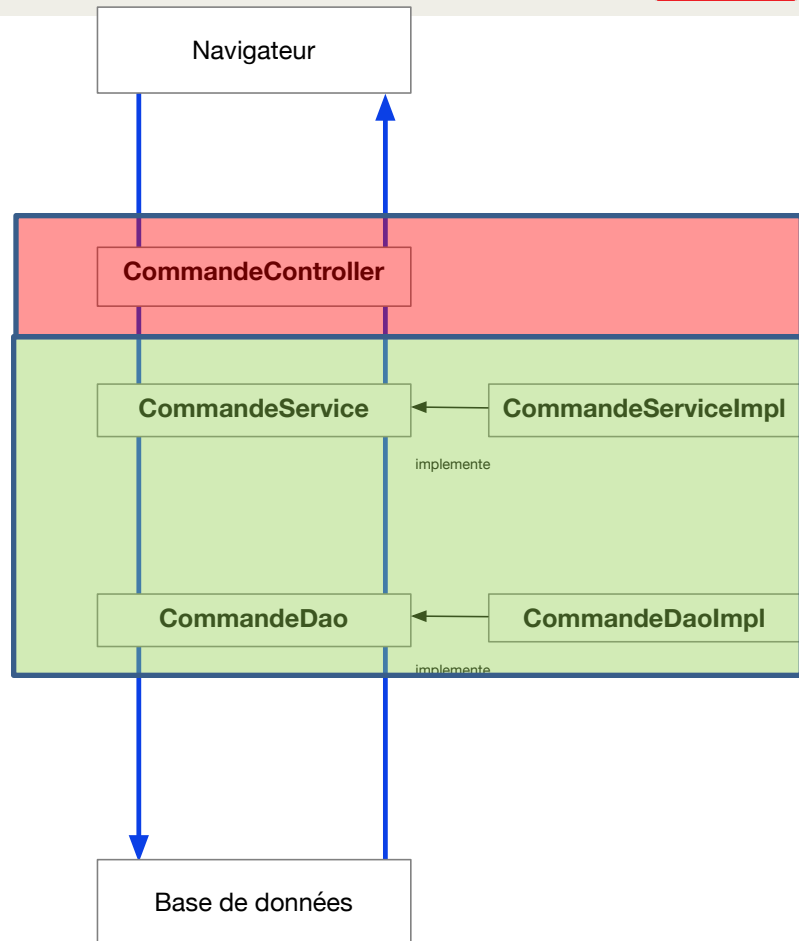 Navigateur
CommandeController
CommandeService
CommandeServiceImpl
implemente
CommandeDao
CommandeDaoImpl
implemente
Base de données